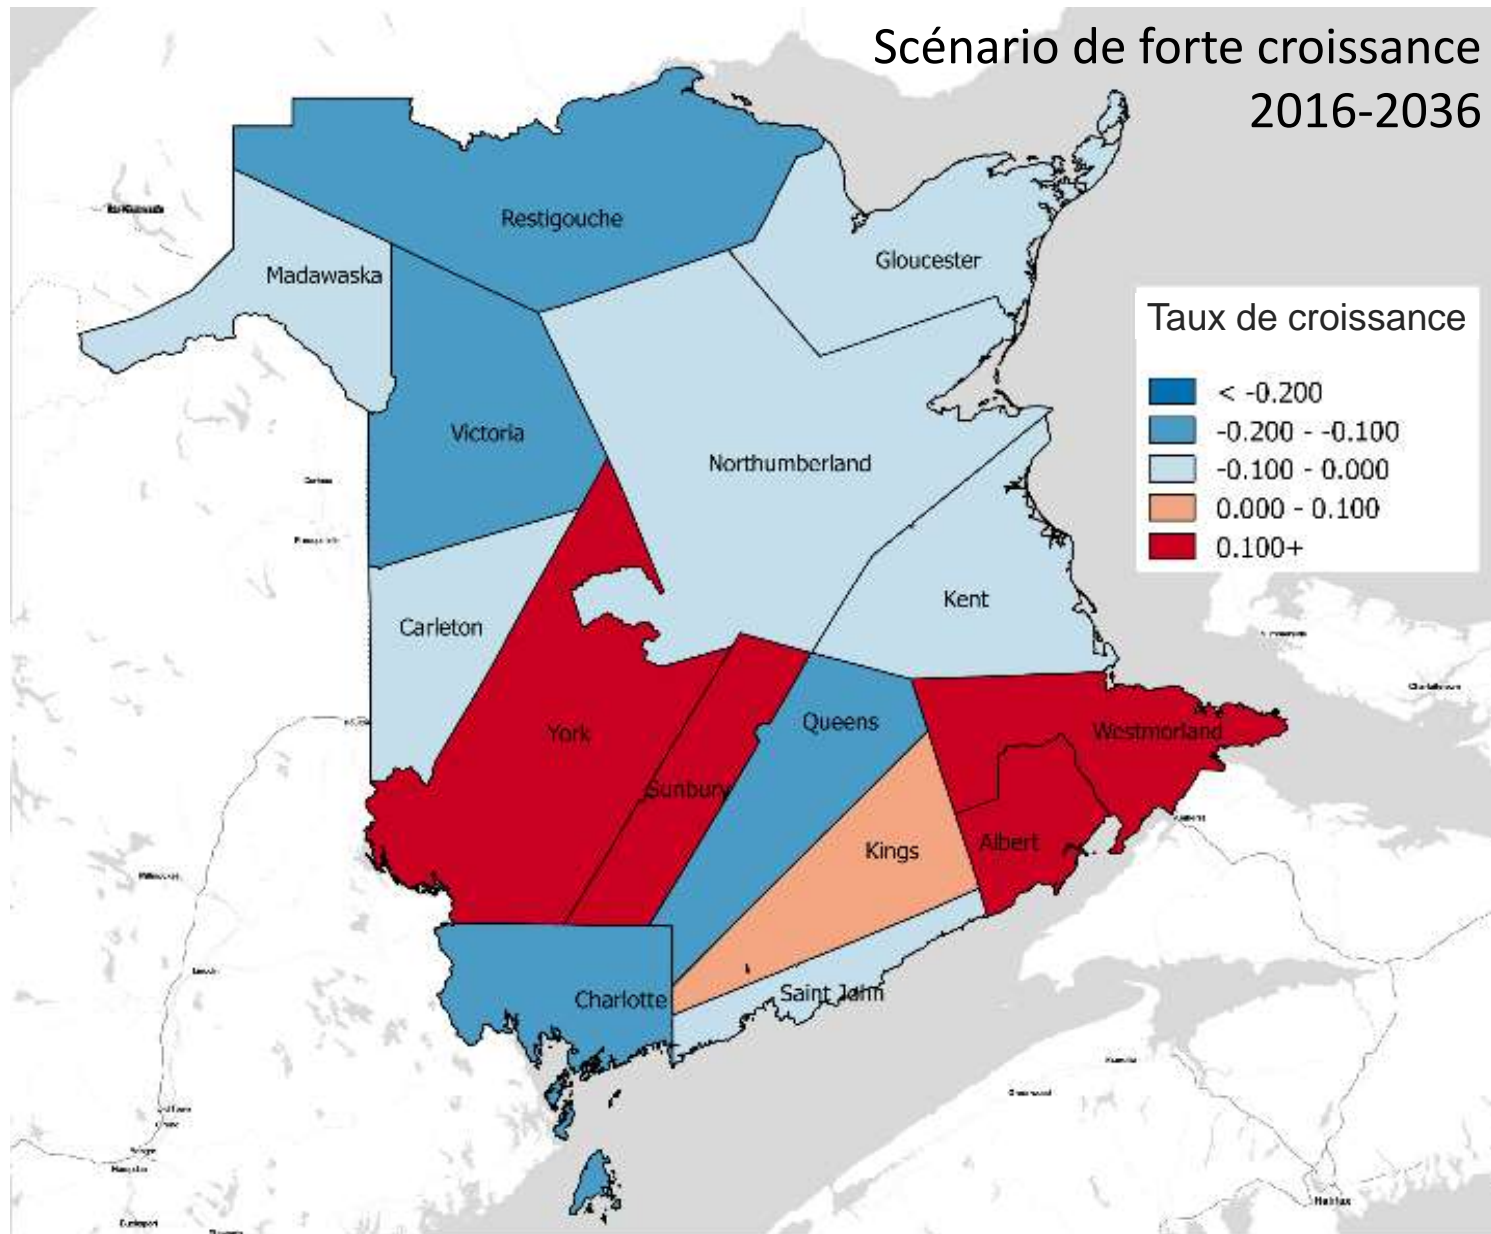 Scénario de forte croissance
2016-2036
Restigouche
Gloucester
Madawaska
Taux de croissance
< -0.200
-0.200 - -0.100
-0.100 - 0.000
0.000 - 0.100
0.100+
Victoria
Northumberland
Kent
Carleton
York
Queens
Westmorland
Sunbury
Kings
Albert
Charlotte
Saint John
Lincoln
Bangor
Halifax